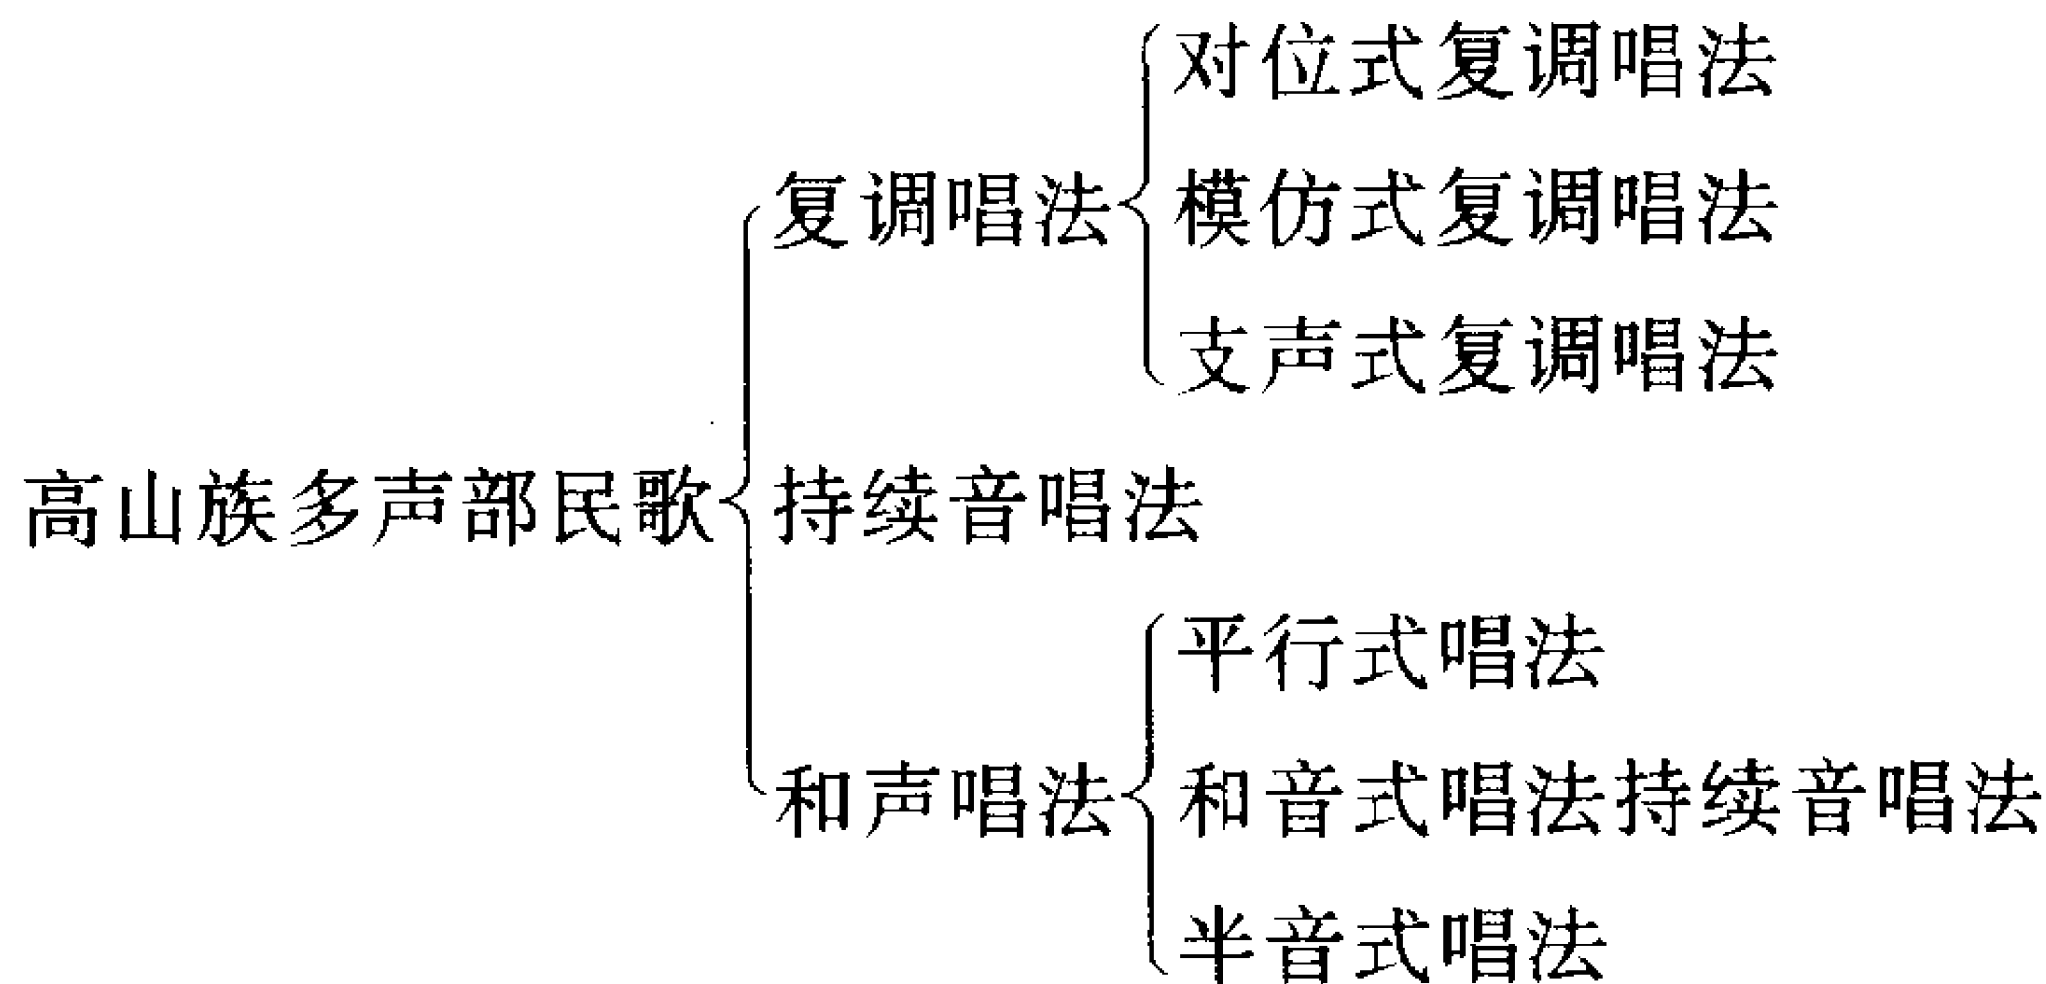 对位式复调唱法
复调唱法
模仿式复调唱法
支声式复调唱法
高山族多声部民歌
持续音唱法
平行式唱法
和声唱法
和音式唱法持续音唱法
半音式唱法